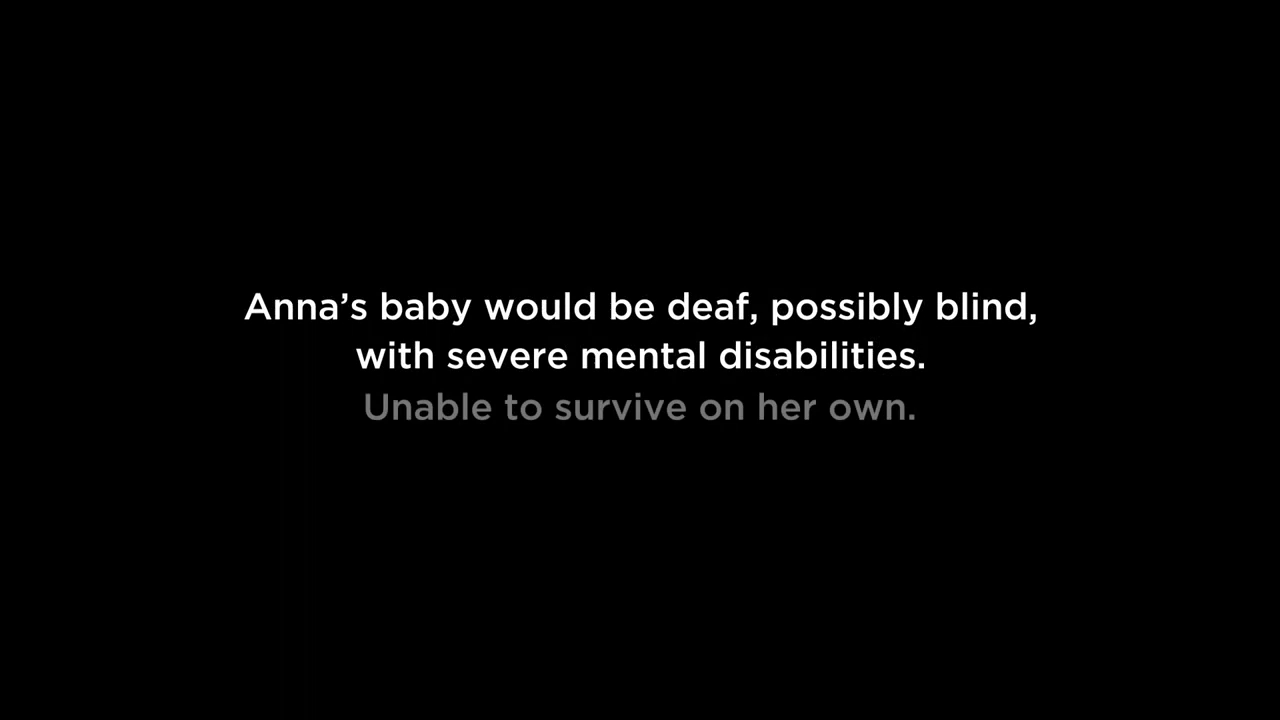 Anna’s baby would be deaf, possibly blind,
with severe mental disabilities.
Unable to survive on her own.